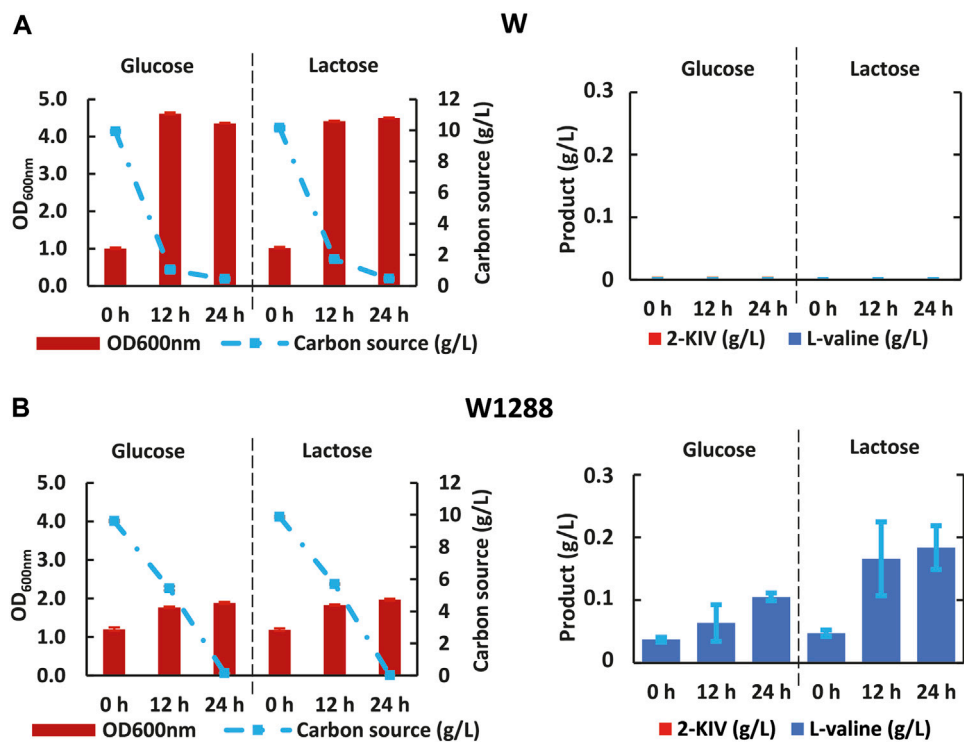 A
W
Glucose
Lactose
5.0
4.0
3.0
2.0
1.0
0.0
OD600nm
12
10
8
6
4
2
0
Carbon source (g/L)
0 h 12 h 24 h 0 h 12 h 24 h
OD600nm Carbon source (g/L)
Glucose
Lactose
0.3
0.2
0.1
0
Product (g/L)
0 h 12 h 24 h 0 h 12 h 24 h
2-KIV (g/L) L-valine (g/L)
B
W1288
Glucose
Lactose
5.0
4.0
3.0
2.0
1.0
0.0
OD600nm
12
10
8
6
4
2
0
Carbon source (g/L)
0 h 12 h 24 h 0 h 12 h 24 h
OD600nm Carbon source (g/L)
Glucose
Lactose
0.3
0.2
0.1
0
Product (g/L)
0 h 12 h 24 h 0 h 12 h 24 h
2-KIV (g/L) L-valine (g/L)